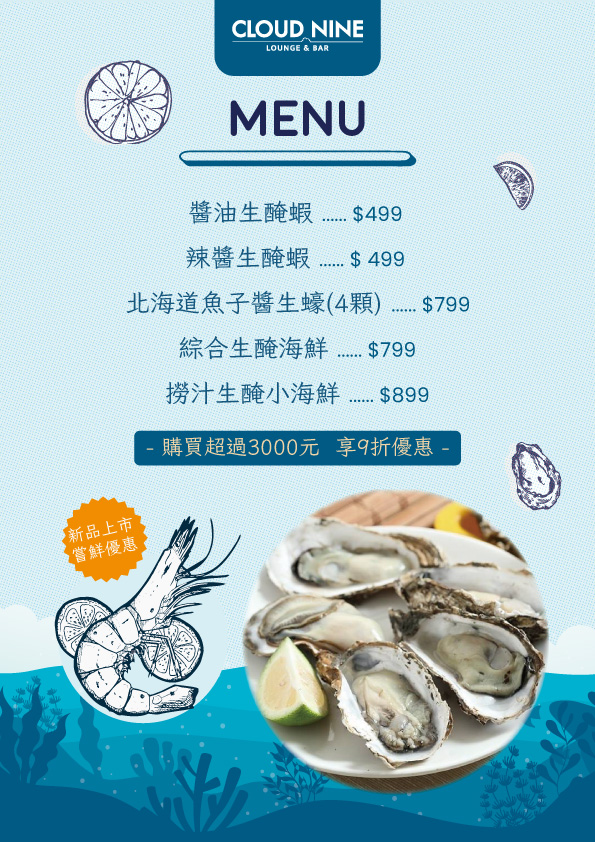 CLOUD NINE
LOUNGE & BAR
MENU
醬油生醃蝦 ...... $499
辣醬生醃蝦 ...... $ 499
北海道魚子醬生蠔(4顆) ...... $799
綜合生醃海鮮 ...... $799
撈汁生醃小海鮮 ...... $899
- 購買超過3000元 享9折優惠 -
新品上市
嘗鮮優惠